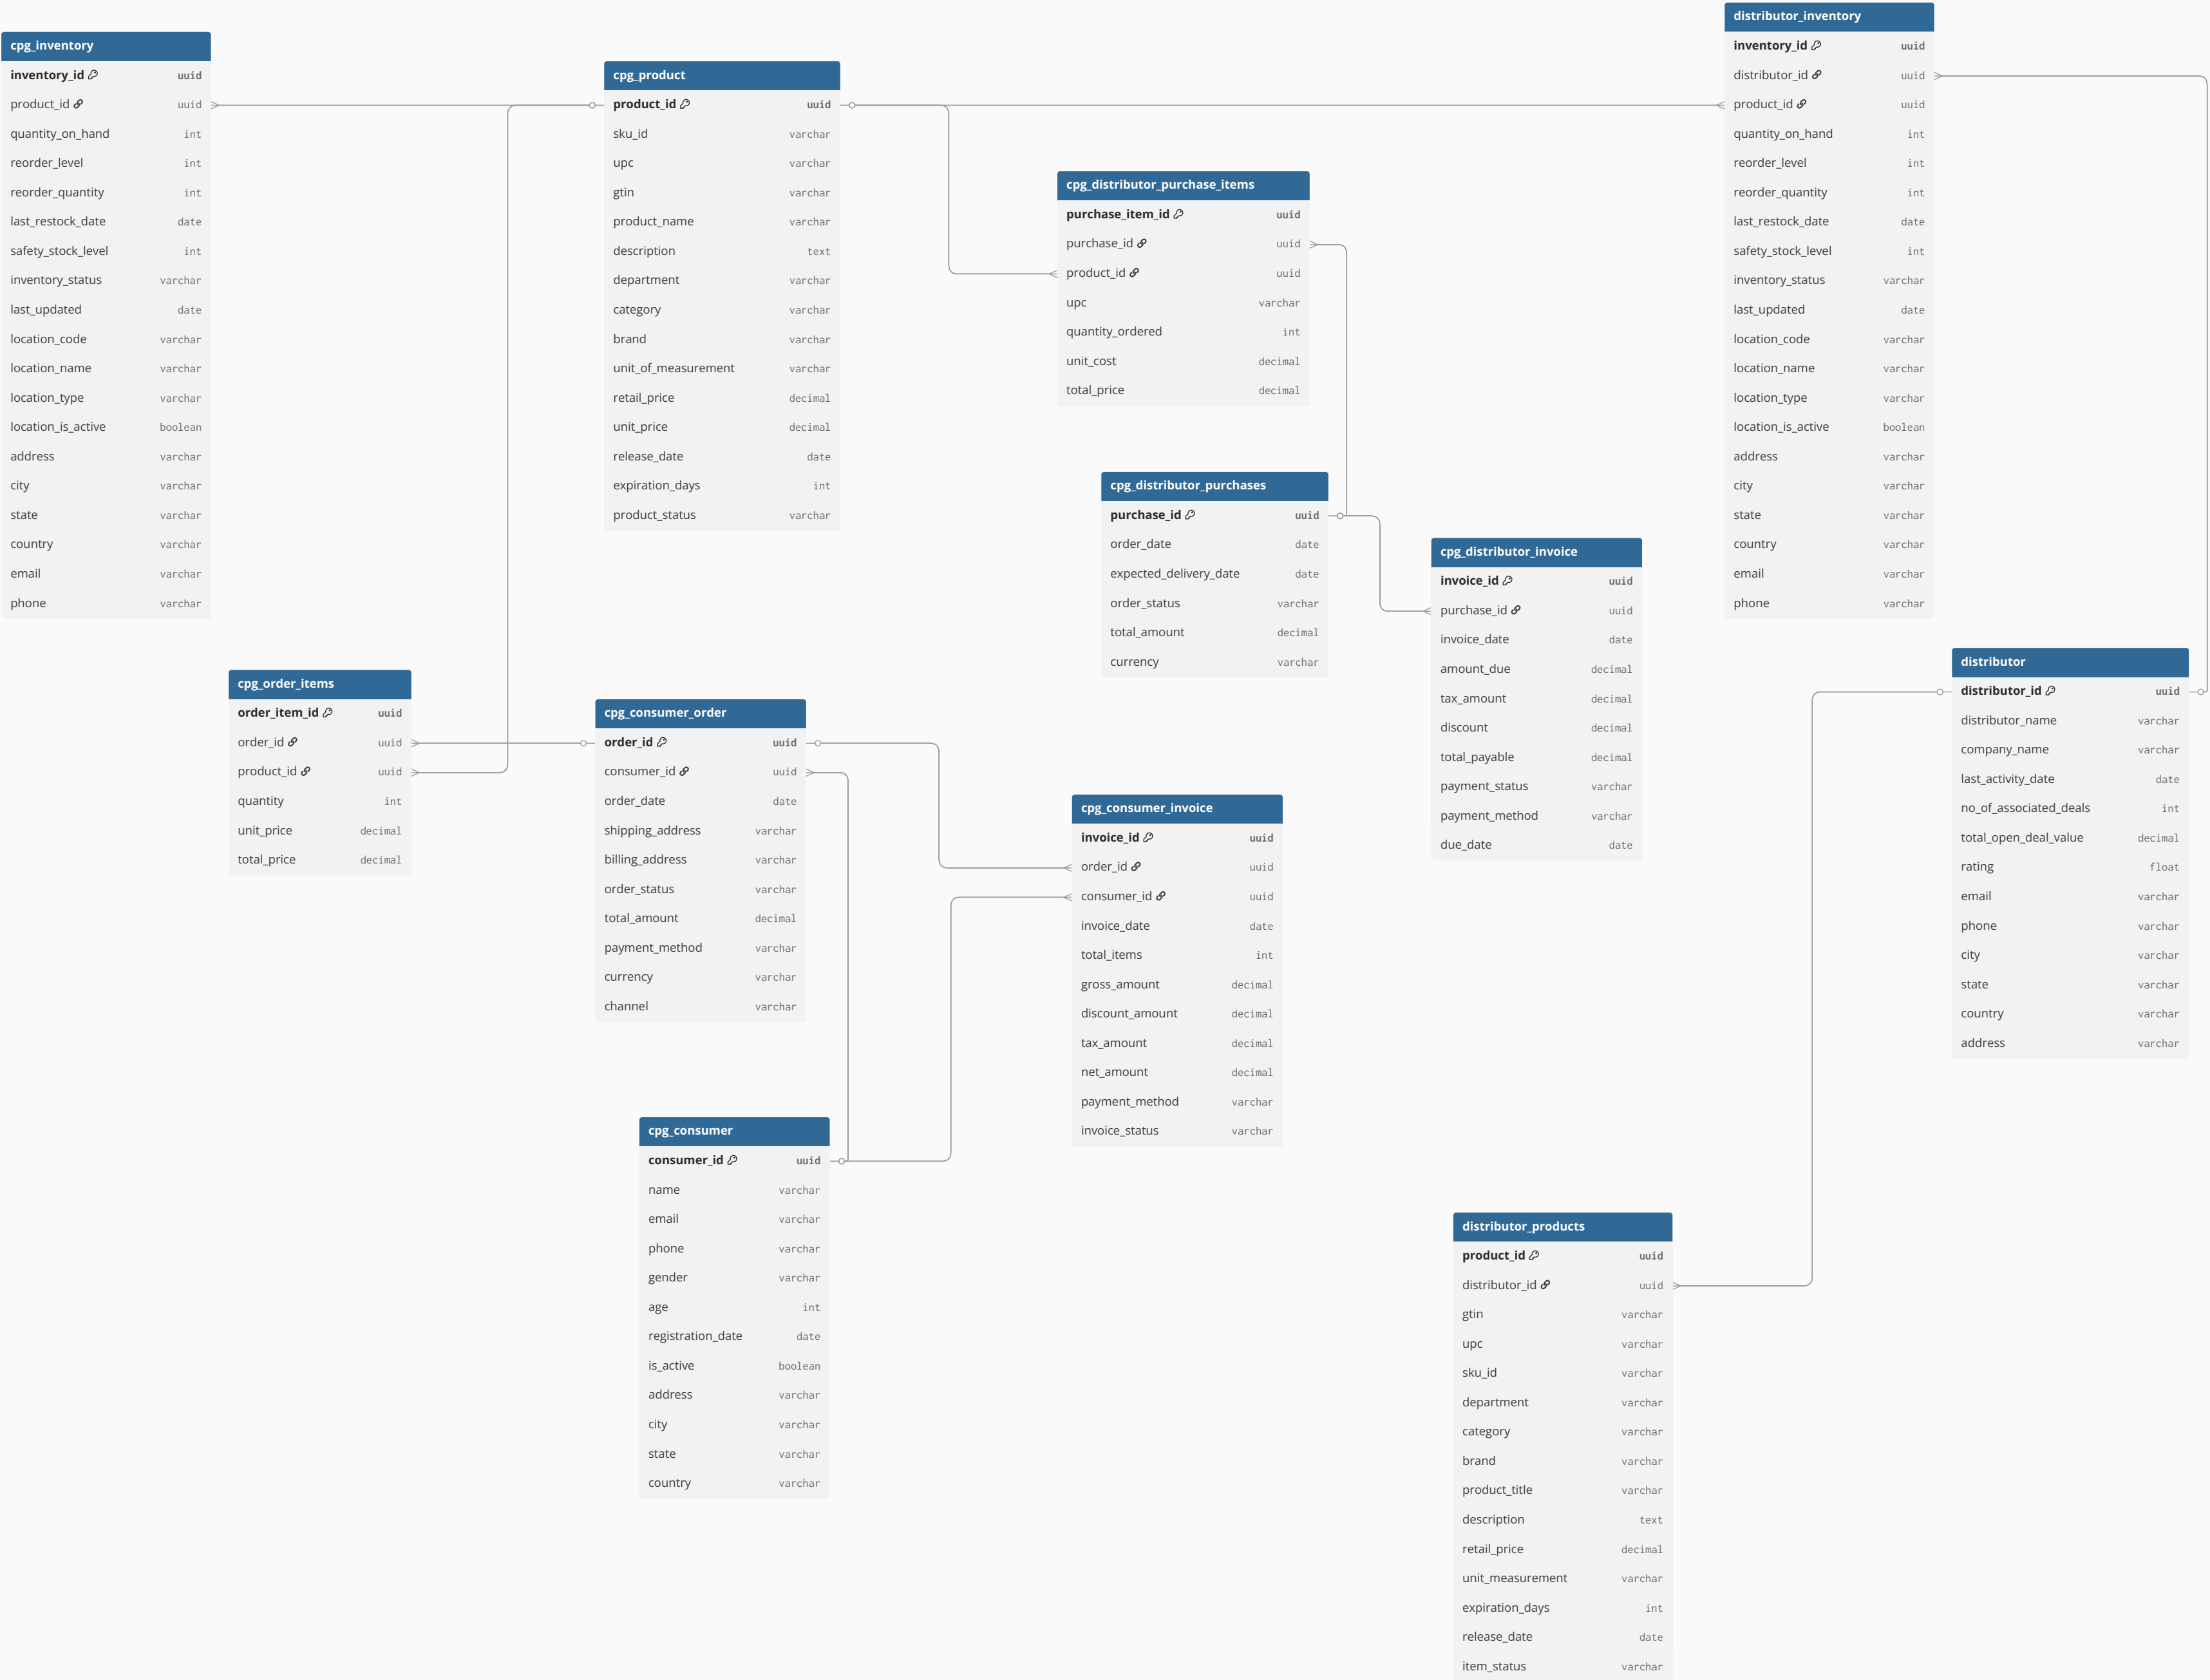 cpg_inventory
inventory_id uuid
product_id uuid
quantity_on_hand int
reorder_level int
reorder_quantity int
last_restock_date date
safety_stock_level int
inventory_status varchar
last_updated date
location_code varchar
location_name varchar
location_type varchar
location_is_active boolean
address varchar
city varchar
state varchar
country varchar
email varchar
phone varchar
cpg_product
product_id uuid
sku_id varchar
upc varchar
gtin varchar
product_name varchar
description text
department varchar
category varchar
brand varchar
unit_of_measurement varchar
retail_price decimal
unit_price decimal
release_date date
expiration_days int
product_status varchar
cpg_distributor_purchase_items
purchase_item_id uuid
purchase_id uuid
product_id uuid
upc varchar
quantity_ordered int
unit_cost decimal
total_price decimal
distributor_inventory
inventory_id uuid
distributor_id uuid
product_id uuid
quantity_on_hand int
reorder_level int
reorder_quantity int
last_restock_date date
safety_stock_level int
inventory_status varchar
last_updated date
location_code varchar
location_name varchar
location_type varchar
location_is_active boolean
address varchar
city varchar
state varchar
country varchar
email varchar
phone varchar
cpg_distributor_purchases
purchase_id uuid
order_date date
expected_delivery_date date
order_status varchar
total_amount decimal
currency varchar
cpg_distributor_invoice
invoice_id uuid
purchase_id uuid
invoice_date date
amount_due decimal
tax_amount decimal
discount decimal
total_payable decimal
payment_status varchar
payment_method varchar
due_date date
cpg_order_items
order_item_id uuid
order_id uuid
product_id uuid
quantity int
unit_price decimal
total_price decimal
cpg_consumer_order
order_id uuid
consumer_id uuid
order_date date
shipping_address varchar
billing_address varchar
order_status varchar
total_amount decimal
payment_method varchar
currency varchar
channel varchar
cpg_consumer_invoice
invoice_id uuid
order_id uuid
consumer_id uuid
invoice_date date
total_items int
gross_amount decimal
discount_amount decimal
tax_amount decimal
net_amount decimal
payment_method varchar
invoice_status varchar
distributor
distributor_id uuid
distributor_name varchar
company_name varchar
last_activity_date date
no_of_associated_deals int
total_open_deal_value decimal
rating float
email varchar
phone varchar
city varchar
state varchar
country varchar
address varchar
cpg_consumer
consumer_id uuid
name varchar
email varchar
phone varchar
gender varchar
age int
registration_date date
is_active boolean
address varchar
city varchar
state varchar
country varchar
distributor_products
product_id uuid
distributor_id uuid
gtin varchar
upc varchar
sku_id varchar
department varchar
category varchar
brand varchar
product_title varchar
description text
retail_price decimal
unit_measurement varchar
expiration_days int
release_date date
item_status varchar